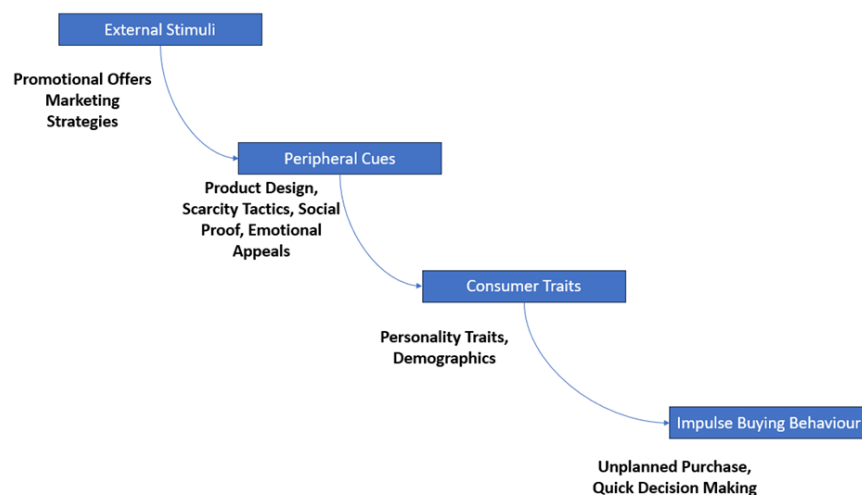 External Stimuli
Promotional Offers
Marketing
Strategies
Peripheral Cues
Product Design,
Scarcity Tactics, Social
Proof, Emotional
Appeals
Consumer Traits
Personality Traits,
Demographics
Impulse Buying Behaviour
Unplanned Purchase,
Quick Decision Making